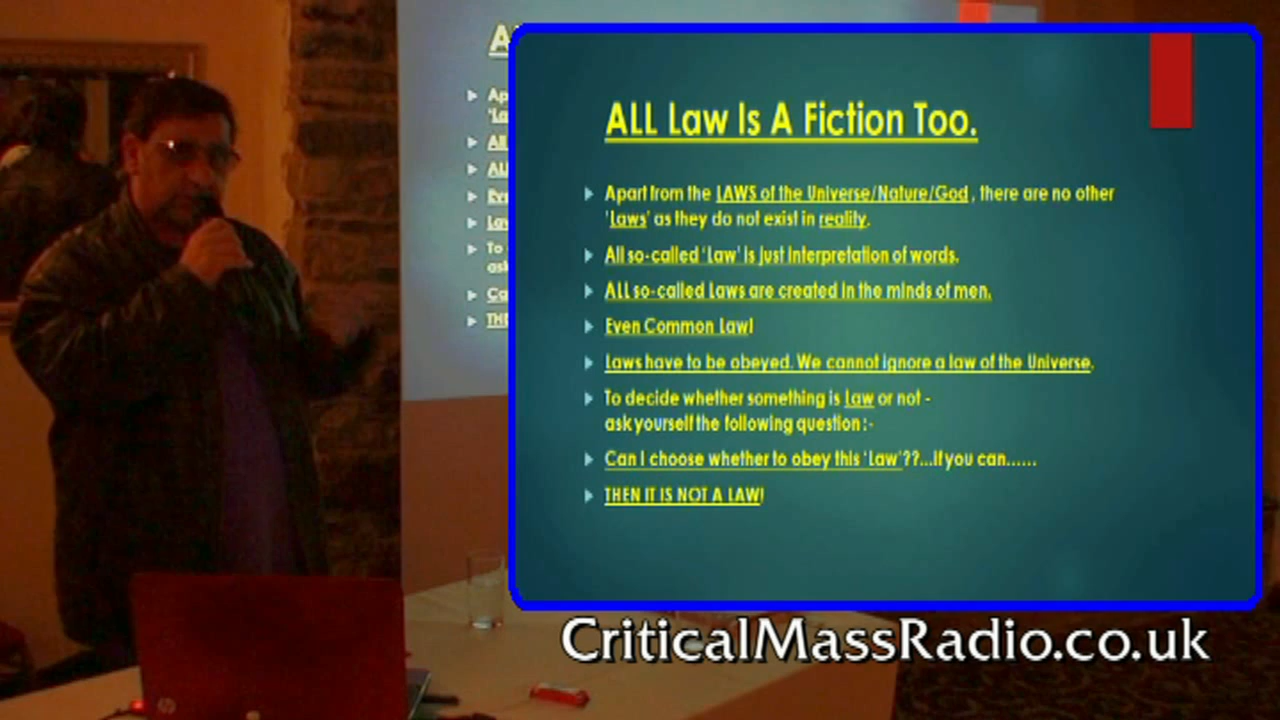 ALL Law Is A Fiction Too.
Apart from the LAWS of the Universe/Nature/God , there are no other
'Laws' as they do not exist in reality.
All so-called 'Law' is just interpretation of words.
ALL so-called Laws are created in the minds of men.
Even Common Law!
Laws have to be obeyed. We cannot ignore a law of the Universe.
To decide whether something is law or not -
ask yourself the following question :-
Can I choose whether to obey this 'Law'??...If you can......
THEN IT IS NOT A LAW!
CriticalMassRadio.co.uk
hp